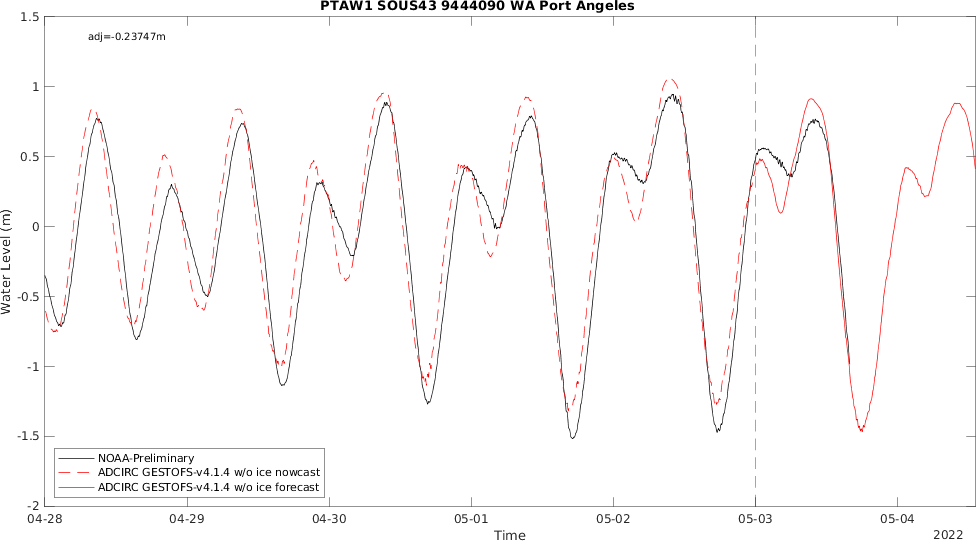 PTAW1 SOUS43 9444090 WA Port Angeles
adj=-0.23747m
1.5
1
0.5
0
-0.5
-1
-1.5
-2
Water Level (m)
NOAA-Preliminary
ADCIRC GESTOFS-v4.1.4 w/o ice nowcast
ADCIRC GESTOFS-v4.1.4 w/o ice forecast
04-28 04-29 04-30 05-01 05-02 05-03 05-04
Time
2022